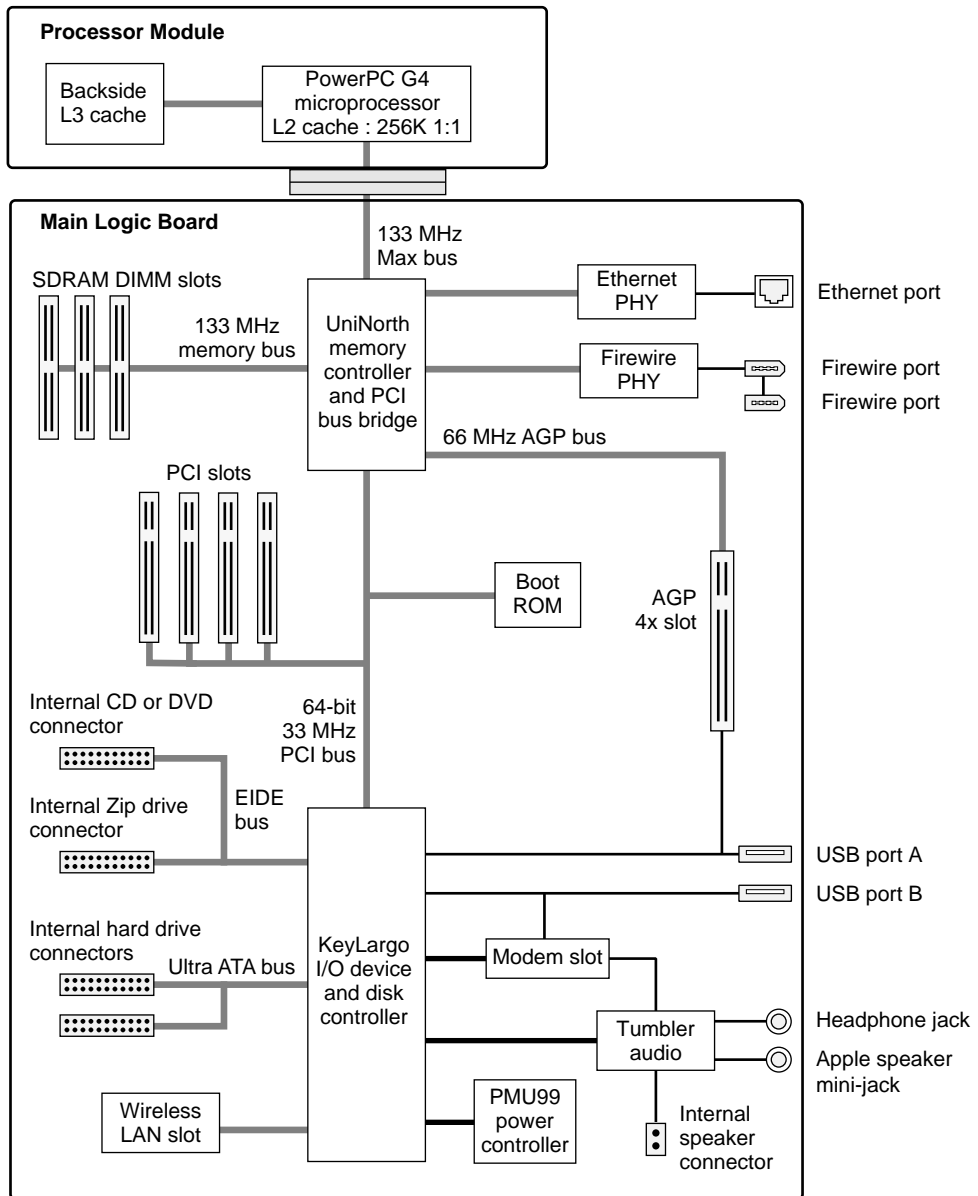 Processor Module
Backside
L3 cache
PowerPC G4
microprocessor
L2 cache : 256K 1:1
Main Logic Board
133 MHz
Max bus
SDRAM DIMM slots
133 MHz
memory bus
UniNorth
memory
controller
and PCI
bus bridge
Ethernet
PHY
Ethernet port
Firewire
PHY
Firewire port
Firewire port
66 MHz AGP bus
PCI slots
Boot
ROM
AGP
4x slot
Internal CD or DVD
connector
64-bit
33 MHz
PCI bus
Internal Zip drive
connector
EIDE
bus
USB port A
USB port B
Internal hard drive
connectors
Ultra ATA bus
KeyLargo
I/O device
and disk
controller
Modem slot
Tumbler
audio
Headphone jack
Apple speaker
mini-jack
Wireless
LAN slot
PMU99
power
controller
Internal
speaker
connector